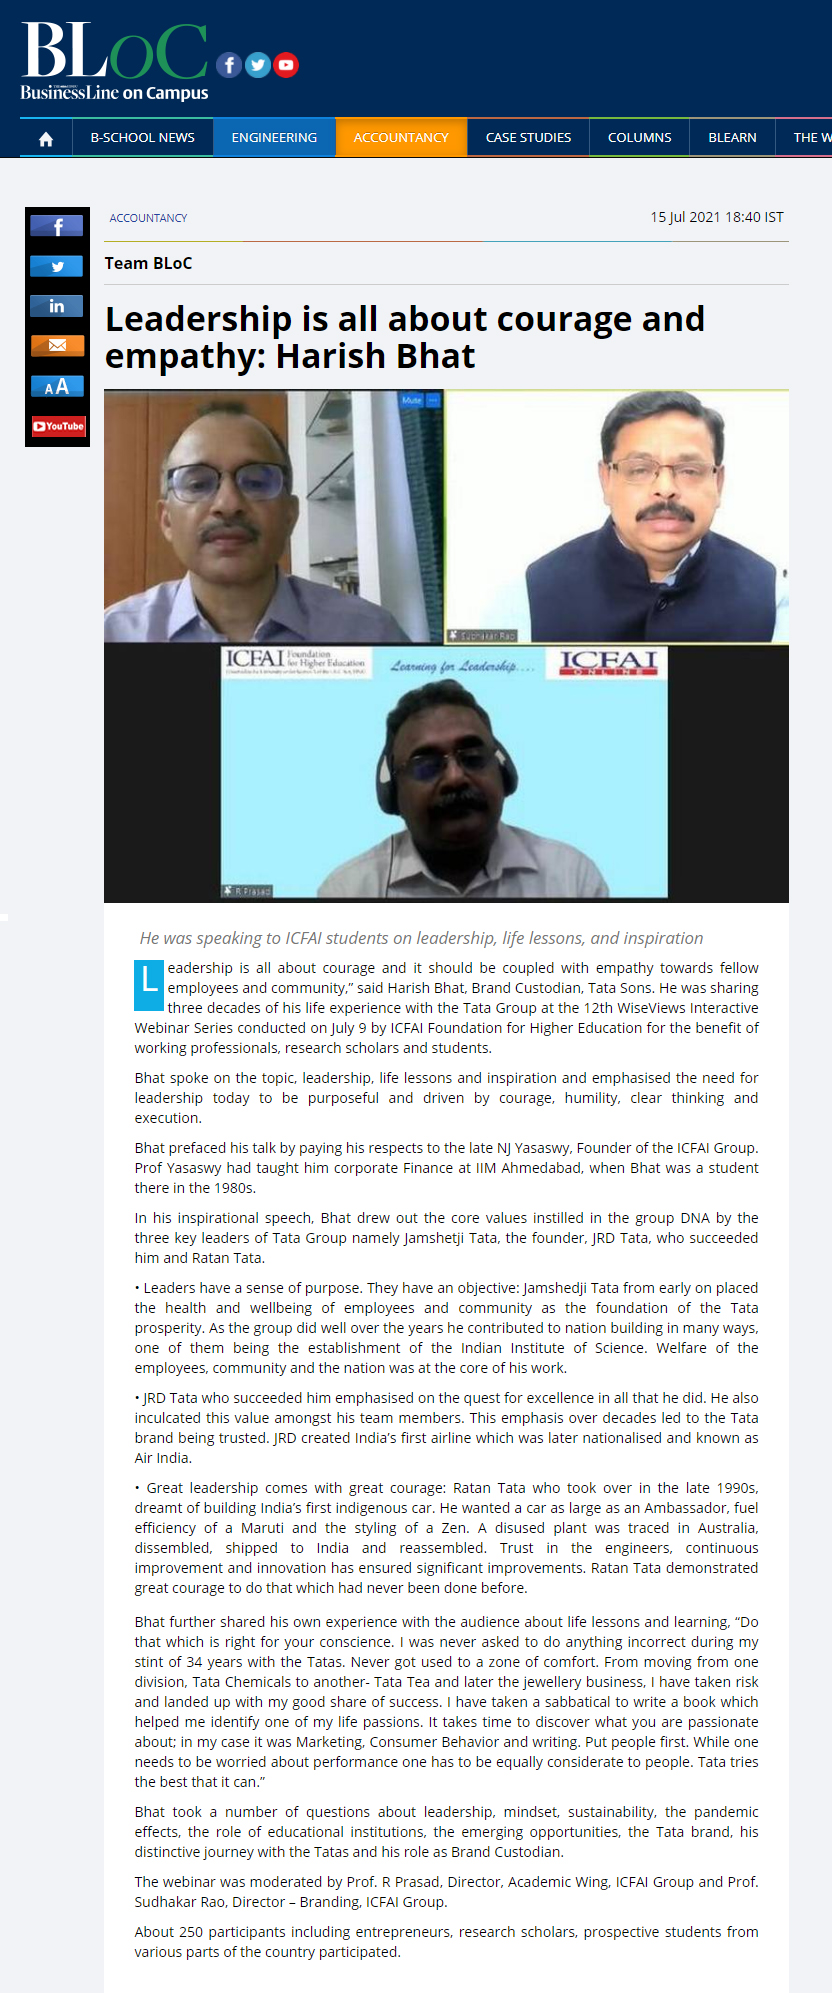 BLoC
BusinessLine on Campus
B-SCHOOL NEWS
ENGINEERING
ACCOUNTANCY
CASE STUDIES
COLUMNS
BLEARN
THE W
ACCOUNTANCY
15 Jul 2021 18:40 IST
Team BLoC
Leadership is all about courage and
empathy: Harish Bhat
in
A A
YouTube
Mute
Sudhakar Rao
ICFAI Foundation
for Higher Education
Learning for Leadership....
ICFAI
ONLINE
R Prasad
He was speaking to ICFAI students on leadership, life lessons, and inspiration
Leadership is all about courage and it should be coupled with empathy towards fellow
employees and community,” said Harish Bhat, Brand Custodian, Tata Sons. He was sharing
three decades of his life experience with the Tata Group at the 12th WiseViews Interactive
Webinar Series conducted on July 9 by ICFAI Foundation for Higher Education for the benefit of
working professionals, research scholars and students.
Bhat spoke on the topic, leadership, life lessons and inspiration and emphasised the need for
leadership today to be purposeful and driven by courage, humility, clear thinking and
execution.
Bhat prefaced his talk by paying his respects to the late NJ Yasaswy, Founder of the ICFAI Group.
Prof Yasaswy had taught him corporate Finance at IIM Ahmedabad, when Bhat was a student
there in the 1980s.
In his inspirational speech, Bhat drew out the core values instilled in the group DNA by the
three key leaders of Tata Group namely Jamshetji Tata, the founder, JRD Tata, who succeeded
him and Ratan Tata.
• Leaders have a sense of purpose. They have an objective: Jamshedji Tata from early on placed
the health and wellbeing of employees and community as the foundation of the Tata
prosperity. As the group did well over the years he contributed to nation building in many ways,
one of them being the establishment of the Indian Institute of Science. Welfare of the
employees, community and the nation was at the core of his work.
• JRD Tata who succeeded him emphasised on the quest for excellence in all that he did. He also
inculcated this value amongst his team members. This emphasis over decades led to the Tata
brand being trusted. JRD created India’s first airline which was later nationalised and known as
Air India.
• Great leadership comes with great courage: Ratan Tata who took over in the late 1990s,
dreamt of building India’s first indigenous car. He wanted a car as large as an Ambassador, fuel
efficiency of a Maruti and the styling of a Zen. A disused plant was traced in Australia,
dissembled, shipped to India and reassembled. Trust in the engineers, continuous
improvement and innovation has ensured significant improvements. Ratan Tata demonstrated
great courage to do that which had never been done before.
Bhat further shared his own experience with the audience about life lessons and learning, “Do
that which is right for your conscience. I was never asked to do anything incorrect during my
stint of 34 years with the Tatas. Never got used to a zone of comfort. From moving from one
division, Tata Chemicals to another- Tata Tea and later the jewellery business, I have taken risk
and landed up with my good share of success. I have taken a sabbatical to write a book which
helped me identify one of my life passions. It takes time to discover what you are passionate
about; in my case it was Marketing, Consumer Behavior and writing. Put people first. While one
needs to be worried about performance one has to be equally considerate to people. Tata tries
the best that it can.”
Bhat took a number of questions about leadership, mindset, sustainability, the pandemic
effects, the role of educational institutions, the emerging opportunities, the Tata brand, his
distinctive journey with the Tatas and his role as Brand Custodian.
The webinar was moderated by Prof. R Prasad, Director, Academic Wing, ICFAI Group and Prof.
Sudhakar Rao, Director – Branding, ICFAI Group.
About 250 participants including entrepreneurs, research scholars, prospective students from
various parts of the country participated.